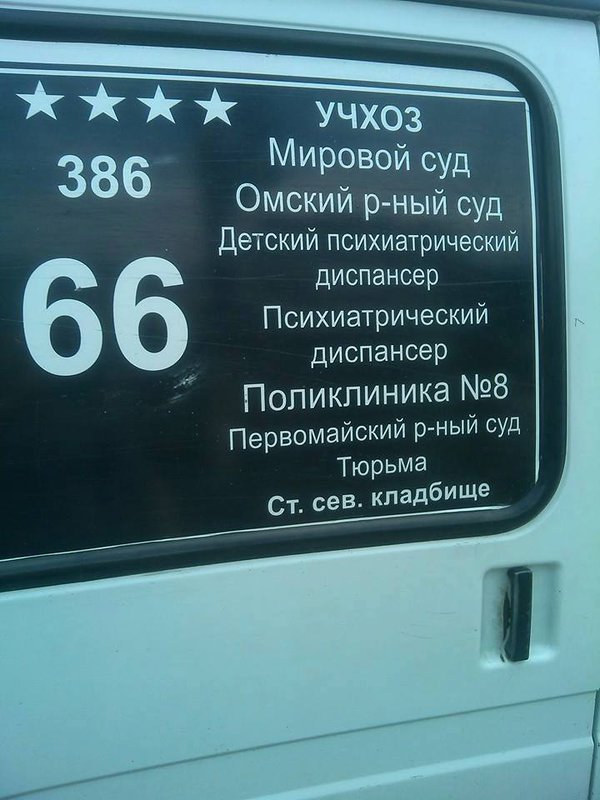 386
66
УЧХОЗ
Мировой суд
Омский р-ный суд
Детский психиатрический
диспансер
Психиатрический
диспансер
Поликлиника №8
Первомайский р-ный суд
Тюрьма
Ст. сев. кладбище